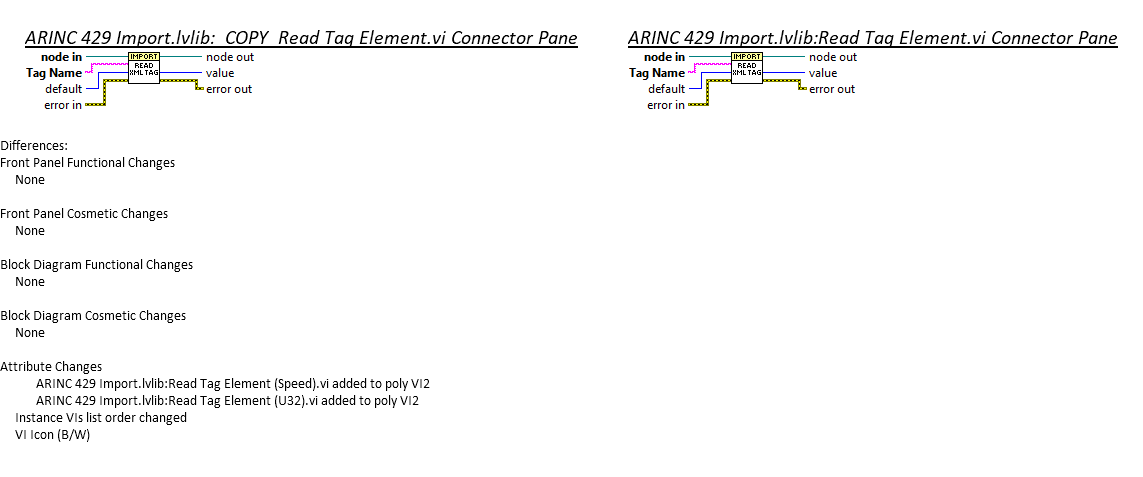 ARINC 429 Import.lvlib:_COPY_Read Tag Element.vi Connector Pane
node in
IMPORT
node out
Tag Name
READ
XML TAG
value
default
error out
error in
ARINC 429 Import.lvlib:Read Tag Element.vi Connector Pane
node in
IMPORT
node out
Tag Name
READ
XML TAG
value
default
error out
error in
Differences:
Front Panel Functional Changes
None
Front Panel Cosmetic Changes
None
Block Diagram Functional Changes
None
Block Diagram Cosmetic Changes
None
Attribute Changes
ARINC 429 Import.lvlib:Read Tag Element (Speed).vi added to poly VI2
ARINC 429 Import.lvlib:Read Tag Element (U32).vi added to poly VI2
Instance VIs list order changed
VI Icon (B/W)